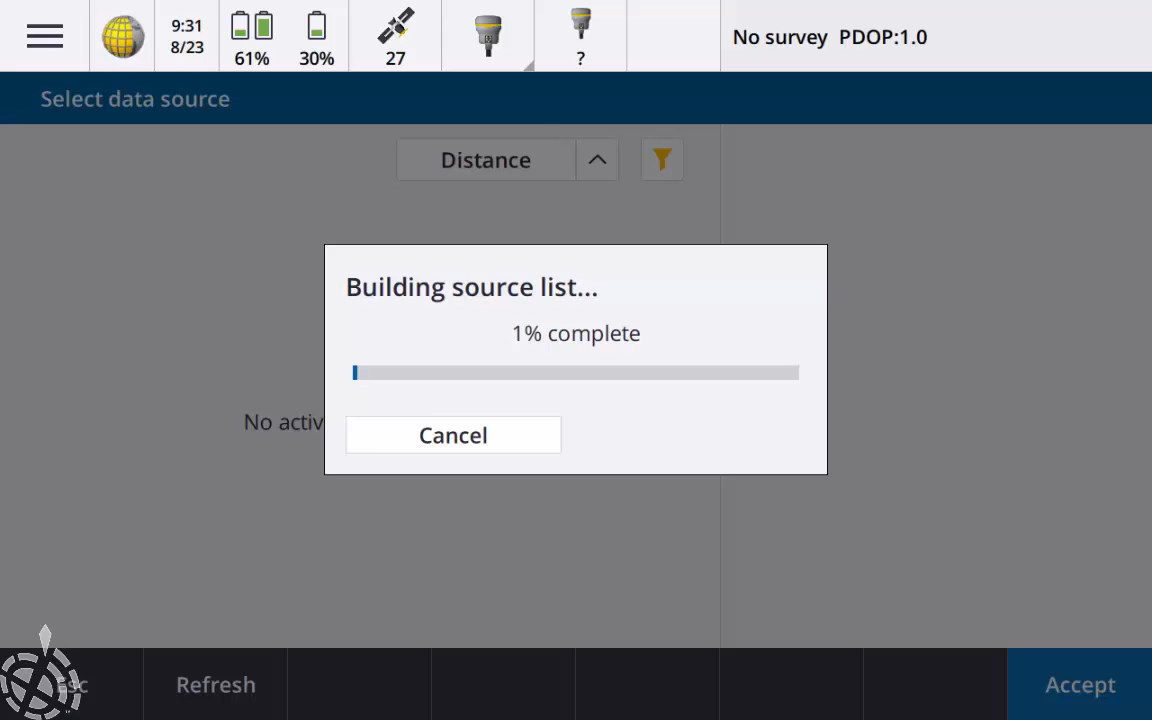 9:31
8/23
61%
30%
27
?
No survey PDOP:1.0
Select data source
Distance
Building source list...
1% complete
No activ
Cancel
Esc
Refresh
Accept